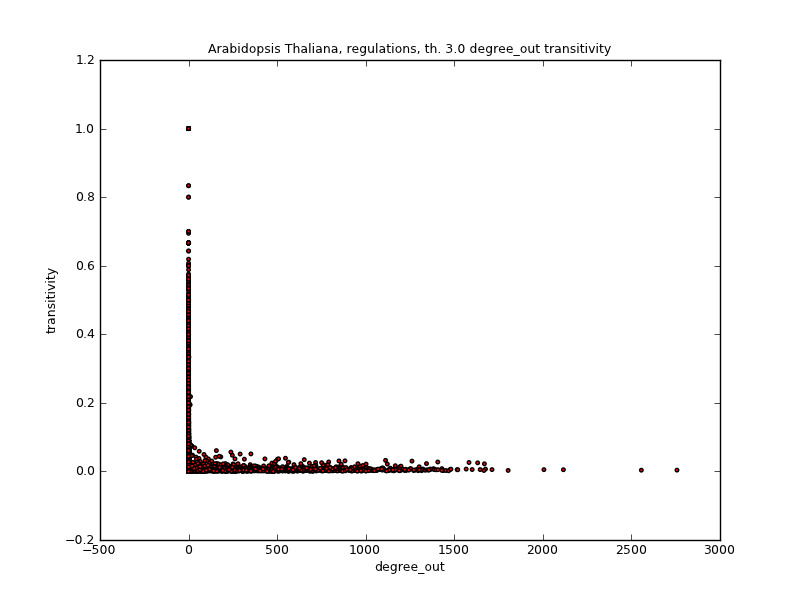 Arabidopsis Thaliana, regulations, th. 3.0 degree_out transitivity
1.2
1.0
0.8
0.6
0.4
0.2
0.0
−0.2
transitivity
−500 0 500 1000 1500 2000 2500 3000
degree_out